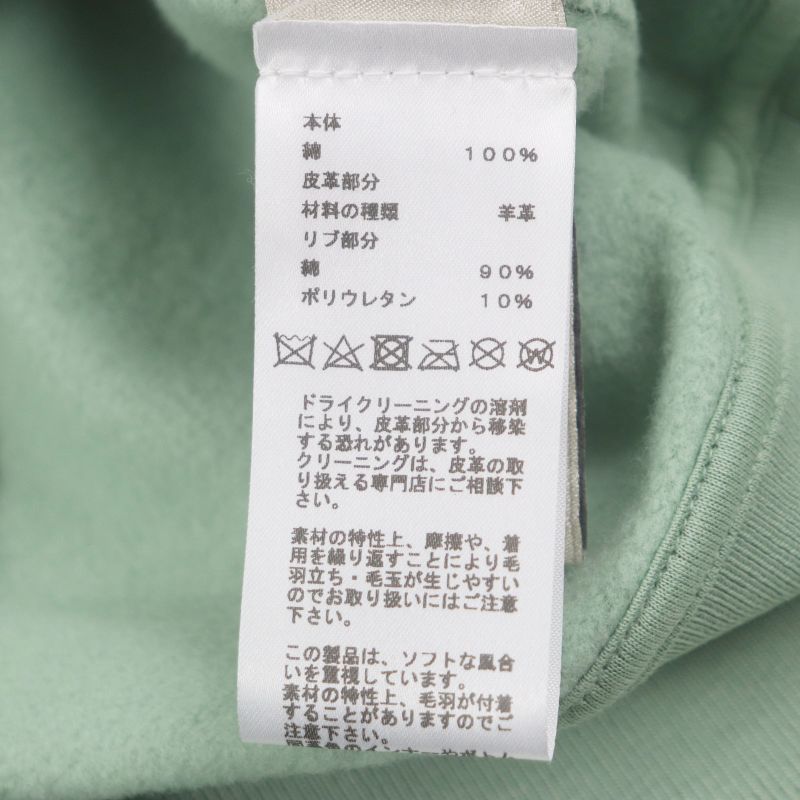 本体
綿 100%
皮革部分
材料の種類 羊革
リブ部分
綿 90%
ポリウレタン 10%
W
ドライクリーニングの溶剤
により、皮革部分から移染
する恐れがあります。
クリーニングは、皮革の取
り扱える専門店にご相談下
さい。
素材の特性上、摩擦や、着
用を繰り返すことにより毛
羽立ち・毛玉が生じやすい
のでお取り扱いにはご注意
下さい。
この製品は、ソフトな風合
いを重視しています。
素材の特性上、毛羽が付着
することがありますのでご
注意下さい。